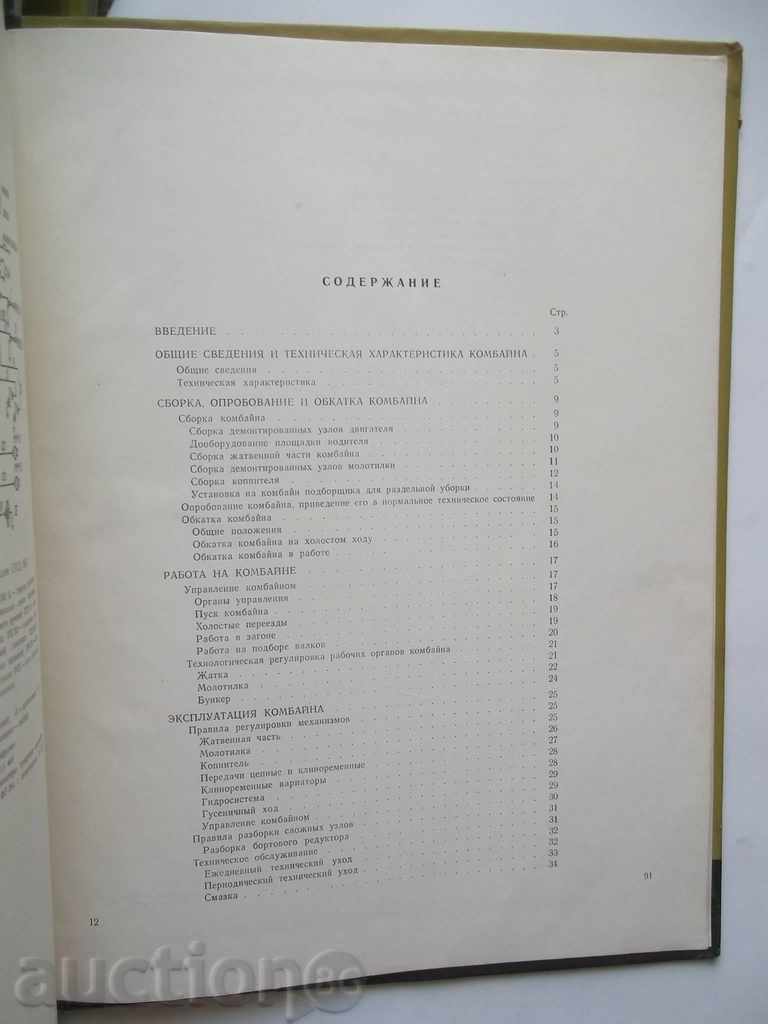 СОДЕРЖАНИЕ
Стр.
ВВЕДЕНИЕ 3
ОБЩИЕ СВЕДЕНИЯ И ТЕХНИЧЕСКАЯ ХАРАКТЕРИСТИКА КОМБАЙНА 5
Общие сведения 5
Техническая характеристика 5
СБОРКА, ОПРОБОВАНИЕ И ОБКАТКА КОМБАЙНА 9
Сборка комбайна 9
Сборка демонтированных узлов двигателя 9
Дооборудование площадки водителя 10
Сборка жатвенной части комбайна 10
Сборка демонтированных узлов молотилки 11
Сборка копнителя 12
Установка на комбайн подборщика для раздельной уборки 14
Опробование комбайна, приведение его в нормальное техническое состояние 14
Обкатка комбайна 15
Общие положения 15
Обкатка комбайна на холостом ходу 15
Обкатка комбайна в работе 16
РАБОТА НА КОМБАЙНЕ 17
Управление комбайном 17
Органы управления 17
Пуск комбайна 18
Холостые переезды 19
Работа в загоне 19
Работа на подборе валков 20
Технологическая регулировка рабочих органов комбайна 21
Жатка 21
Молотилка 22
Бункер 24
ЭКСПЛУАТАЦИЯ КОМБАЙНА 25
Правила регулировки механизмов 25
Жатвенная часть 25
Молотилка 26
Копнитель 27
Передачи цепные и клиноременные 28
Клиноременные вариаторы 28
Гидросистема 29
Гусеничный ход 29
Управление комбайном 30
Правила разборки сложных узлов 31
Разборка бортового редуктора 31
Техническое обслуживание 32
Ежедневный технический уход 32
Периодический технический уход 33
Смазка 34
12
91
auction